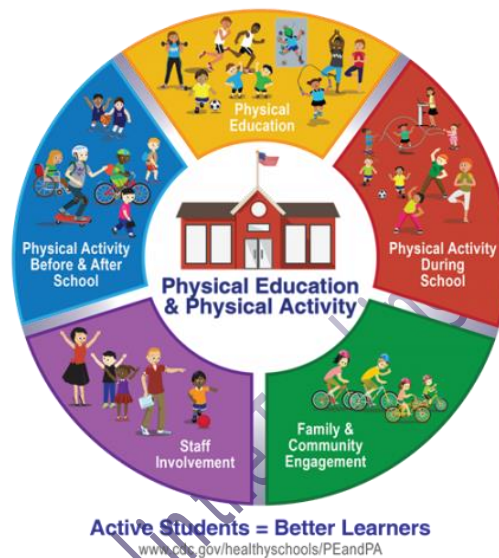 Physical
Education
Physical Activity
Before & After
School
Physical Activity
During
School
Physical Education
& Physical Activity
Staff
Involvement
Family &
Community
Engagement
Active Students = Better Learners
www.cdc.gov/healthyschools/PEandPA